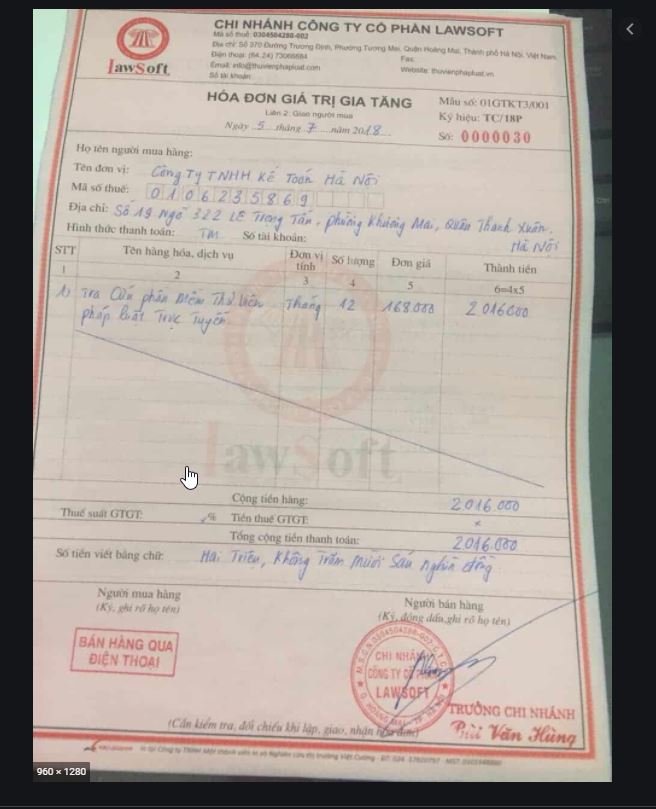 CHI NHÁNH CÔNG TY CỔ PHẦN LAWSOFT
Mã số thuế: 0304504288-002
Địa chỉ: Số 370 Đường Trương Định, Phường Tương Mai, Quận Hoàng Mai, Thành phố Hà Nội, Việt Nam
Điện thoại: (84.24) 73066684 Fax:
Email: info@thuvienphapluat.com Website: thuvienphapluat.vn
Số tài khoản:
LawSoft
HÓA ĐƠN GIÁ TRỊ GIA TĂNG
Mẫu số: 01GTKT3/001
Liên 2: Giao người mua
Ký hiệu: TC/18P
Ngày 5 tháng 7 năm 2018
Số: 0000030
Họ tên người mua hàng:
Tên đơn vị: Công Ty TNHH Kế Toán Hà Nội
Mã số thuế: 0106235869
Địa chỉ: Số 19 Ngõ 322 Lê Trọng Tấn, phường Khương Mai, Quận Thanh Xuân, Hà Nội
Hình thức thanh toán: TM Số tài khoản:
STT Tên hàng hóa, dịch vụ Đơn vị tính Số lượng Đơn giá Thành tiền
1 2 3 4 5 6=4x5
1) Tra Cứu phần mềm Thư viện Tháng 12 168.000 2.016.000
pháp luật Trực Tuyến
LawSoft
Cộng tiền hàng: 2.016.000
Thuế suất GTGT: % Tiền thuế GTGT: x
Tổng cộng tiền thanh toán: 2.016.000
Số tiền viết bằng chữ: Hai Triệu, Không Trăm Mười Sáu nghìn đồng
Người mua hàng Người bán hàng
(Ký, ghi rõ họ tên) (Ký, đóng dấu, ghi rõ họ tên)
BÁN HÀNG QUA
ĐIỆN THOẠI
CHI NHÁNH
CÔNG TY CỔ PHẦN
LAWSOFT
TRƯỞNG CHI NHÁNH
Bùi Văn Hùng
(Cần kiểm tra, đối chiếu khi lập, giao, nhận hóa đơn)
960 × 1280